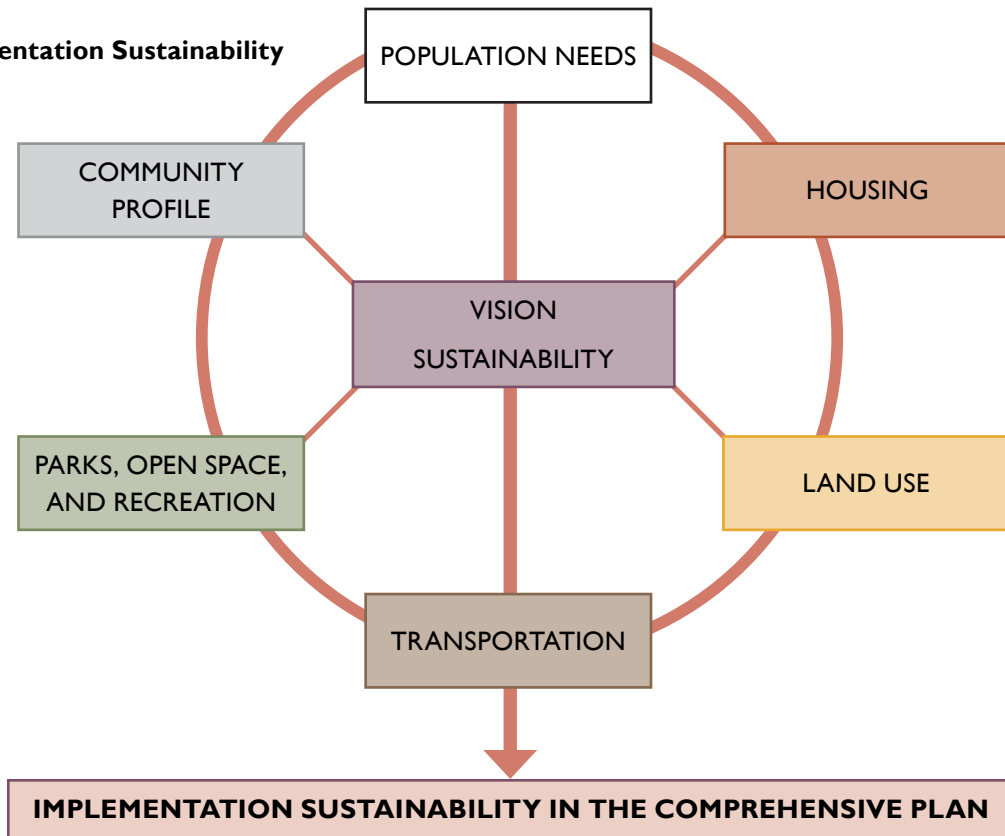 entation Sustainability
POPULATION NEEDS
COMMUNITY
PROFILE
HOUSING
VISION
SUSTAINABILITY
PARKS, OPEN SPACE,
AND RECREATION
LAND USE
TRANSPORTATION
IMPLEMENTATION SUSTAINABILITY IN THE COMPREHENSIVE PLAN